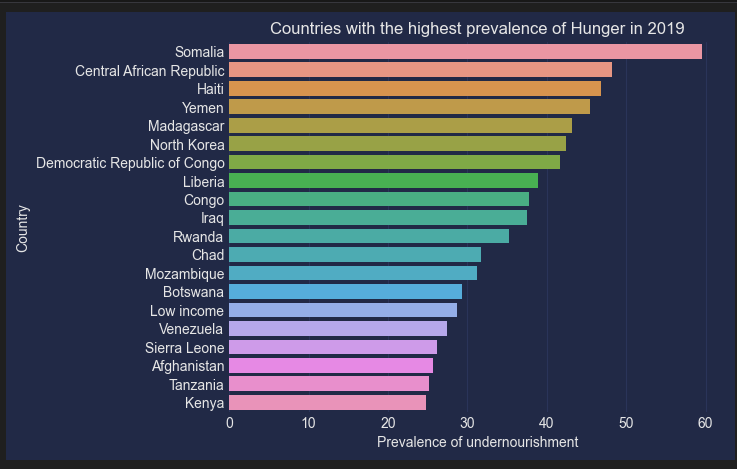 Countries with the highest prevalence of Hunger in 2019
Country
Somalia
Central African Republic
Haiti
Yemen
Madagascar
North Korea
Democratic Republic of Congo
Liberia
Congo
Iraq
Rwanda
Chad
Mozambique
Botswana
Low income
Venezuela
Sierra Leone
Afghanistan
Tanzania
Kenya
0 10 20 30 40 50 60
Prevalence of undernourishment